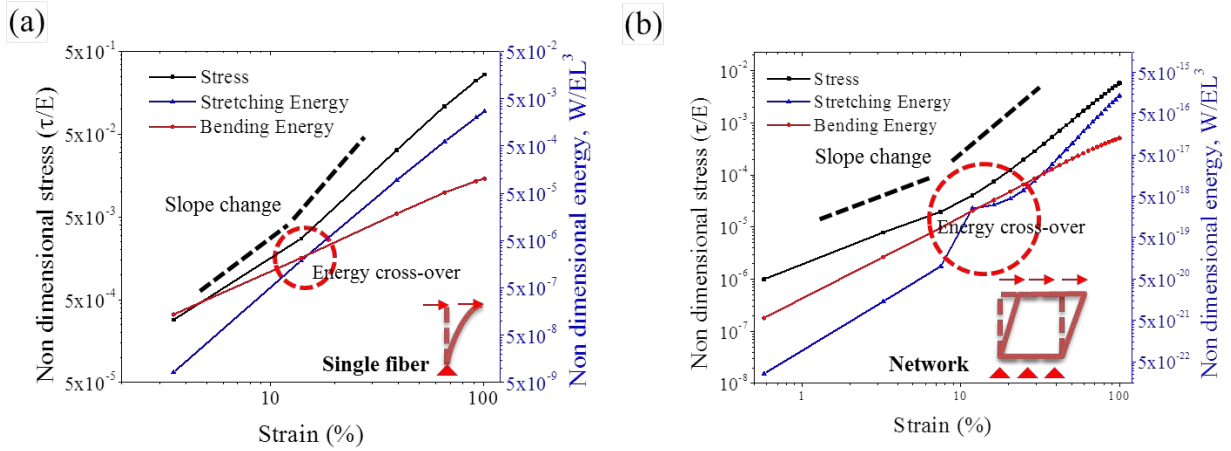 (a)
Non dimensional stress (τ/E)
5x10⁻¹
5x10⁻²
5x10⁻³
5x10⁻⁴
5x10⁻⁵
Stress
Stretching Energy
Bending Energy
Slope change
Energy cross-over
Single fiber
10
100
Strain (%)
5x10⁻²
5x10⁻³
5x10⁻⁴
5x10⁻⁵
5x10⁻⁶
5x10⁻⁷
5x10⁻⁸
5x10⁻⁹
Non dimensional energy, W/EL³
(b)
Non dimensional stress (τ/E)
10⁻²
10⁻³
10⁻⁴
10⁻⁵
10⁻⁶
10⁻⁷
10⁻⁸
Stress
Stretching Energy
Bending Energy
Slope change
Energy cross-over
Network
1
10
100
Strain (%)
5x10⁻¹⁵
5x10⁻¹⁶
5x10⁻¹⁷
5x10⁻¹⁸
5x10⁻¹⁹
5x10⁻²⁰
5x10⁻²¹
5x10⁻²²
Non dimensional energy, W/EL³